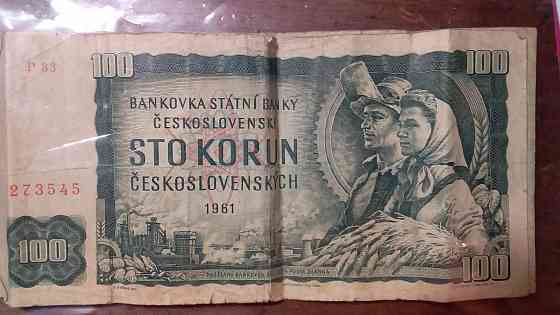 100
100
P 33
BANKOVKA STÁTNÍ BANKY
ČESKOSLOVENSKÉ
STO KORUN
ČESKOSLOVENSKÝCH
1961
273545
100
100